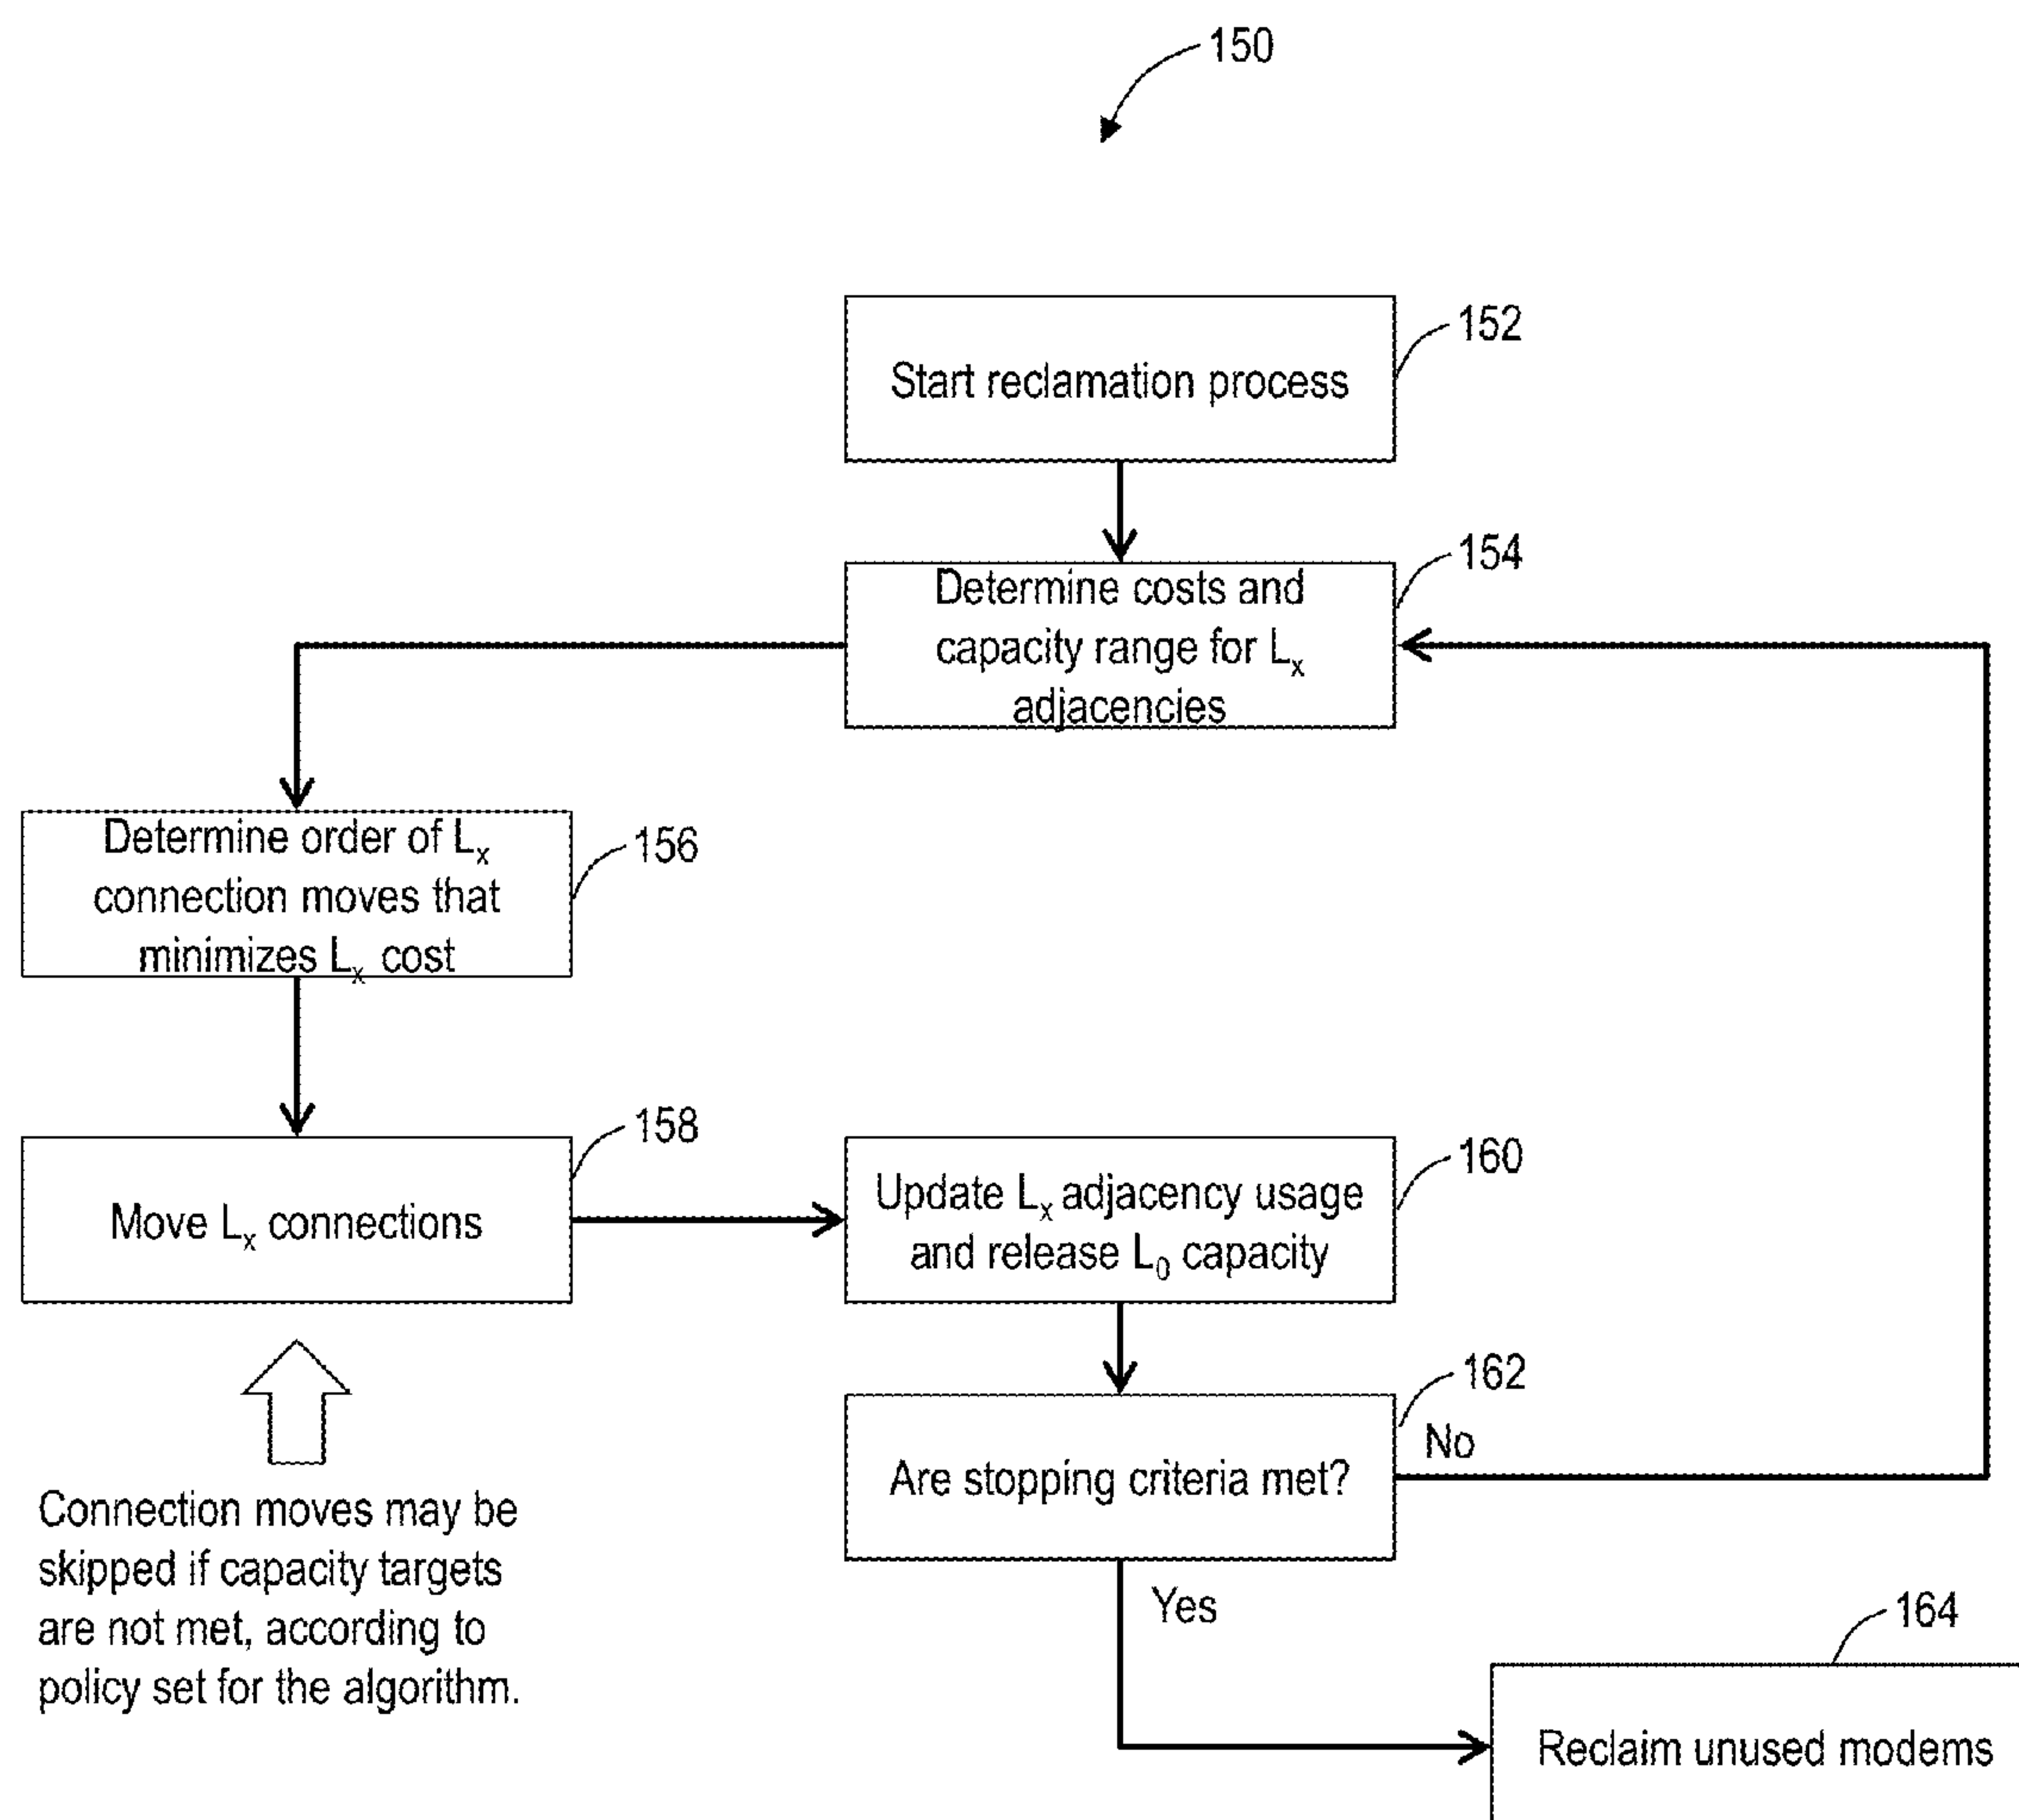 150
152
Start reclamation process
154
Determine costs and
capacity range for Lx
adjacencies
Determine order of Lx
connection moves that
minimizes Lx cost
156
158
Move Lx connections
160
Update Lx adjacency usage
and release L0 capacity
162
Are stopping criteria met?
No
Yes
Connection moves may be
skipped if capacity targets
are not met, according to
policy set for the algorithm.
164
Reclaim unused modems